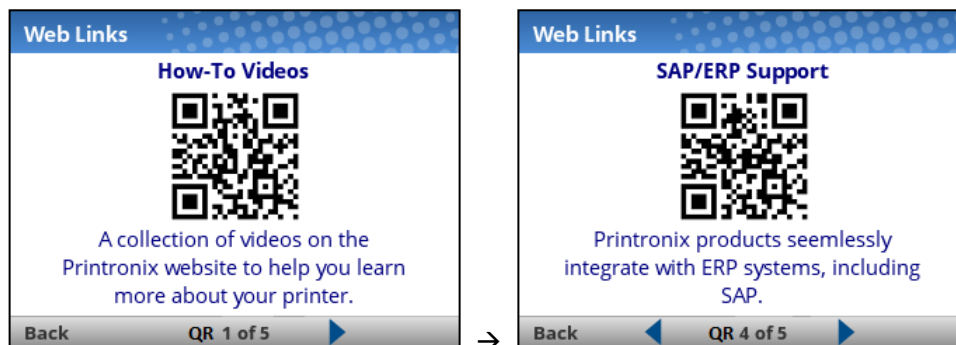 Web Links
How-To Videos
A collection of videos on the
Printronix website to help you learn
more about your printer.
Back QR 1 of 5
→
Web Links
SAP/ERP Support
Printronix products seemlessly
integrate with ERP systems, including
SAP.
Back QR 4 of 5